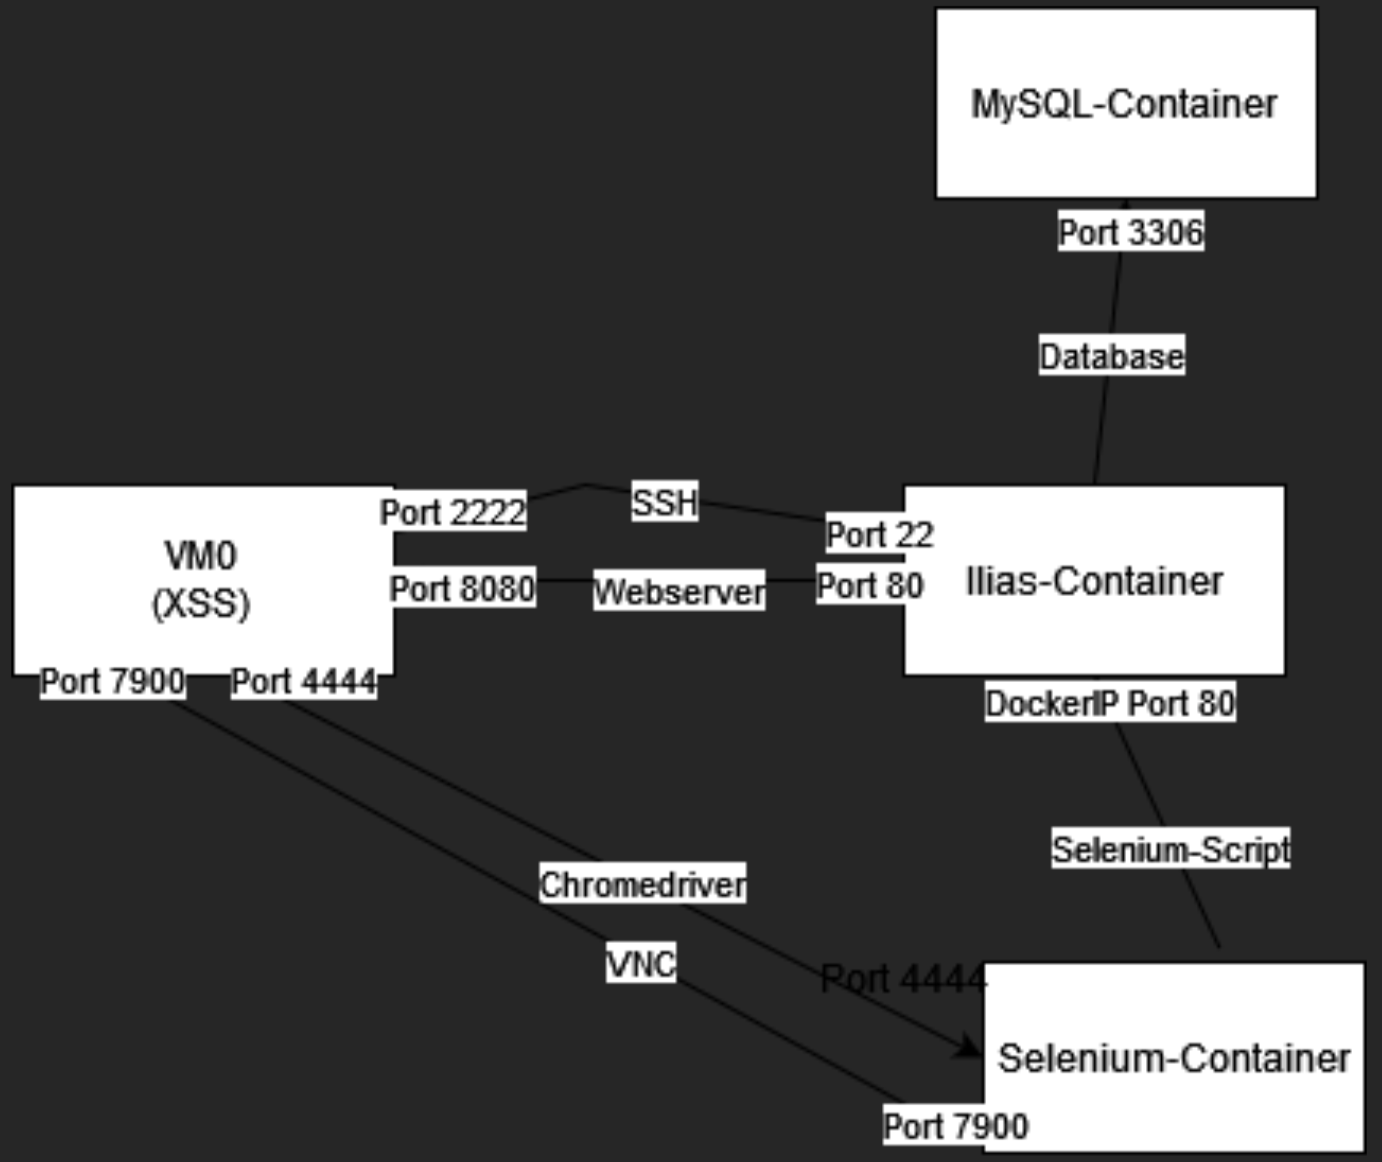 MySQL-Container
Port 3306
Database
Port 2222
SSH
Port 22
VM0
(XSS)
Port 8080
Webserver
Port 80
Ilias-Container
Port 7900
Port 4444
DockerIP Port 80
Selenium-Script
Chromedriver
VNC
Port 4444
Selenium-Container
Port 7900